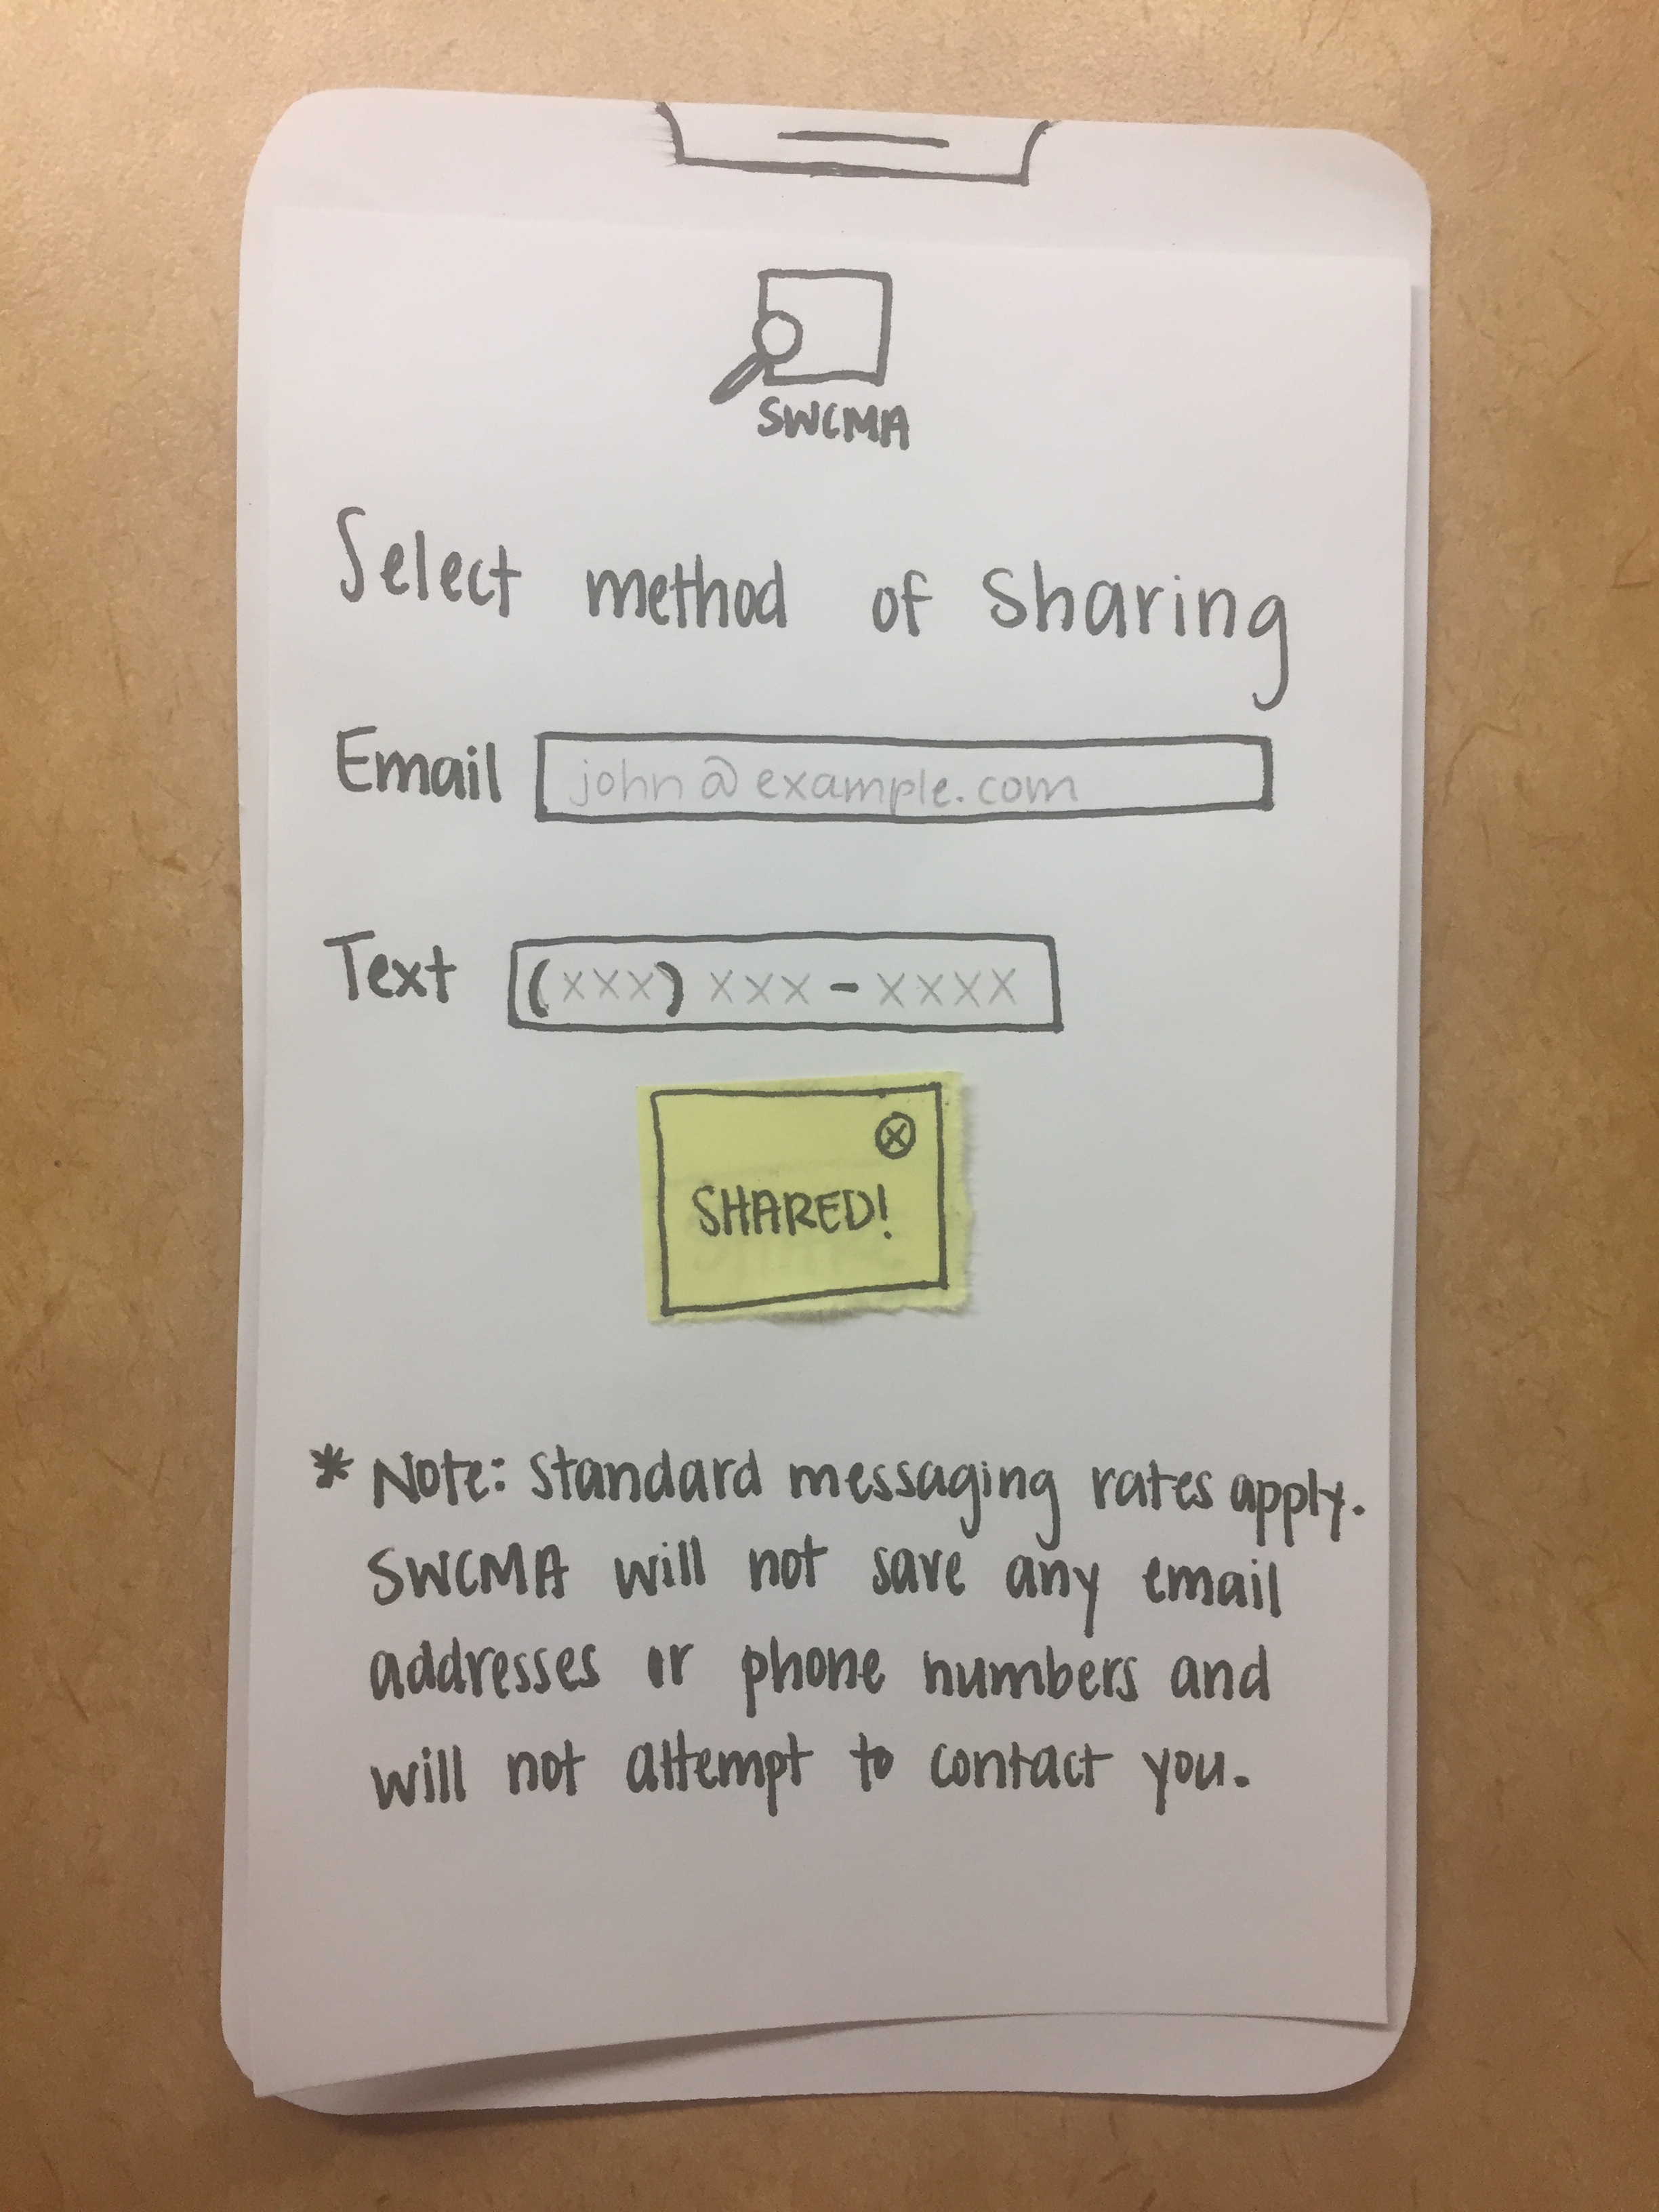 SWCMA
Select method of sharing
Email john@example.com
Text (xxx) xxx - xxxx
SHARED!
* Note: Standard messaging rates apply.
SWCMA will not save any email
addresses or phone numbers and
will not attempt to contact you.